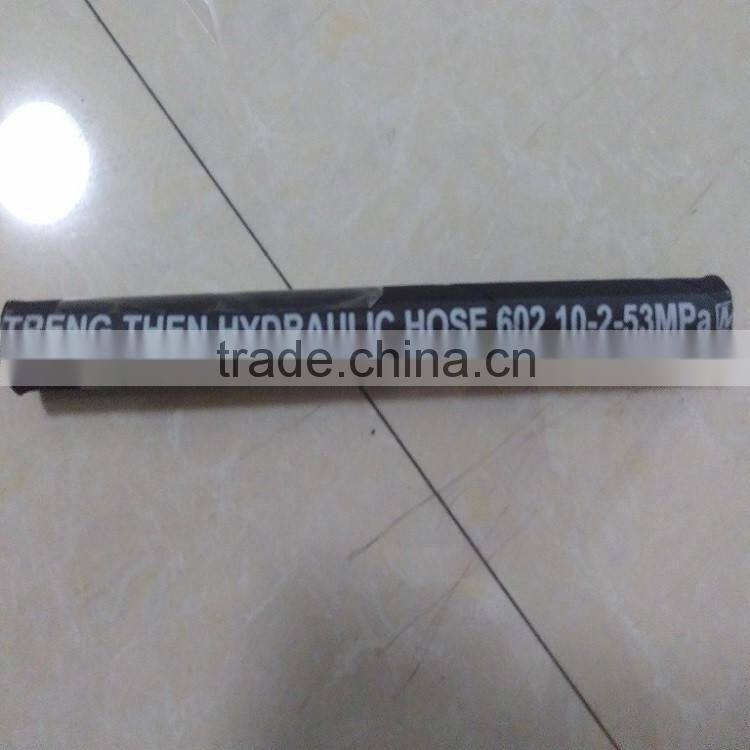 TRENG THEN HYDRAULIC HOSE 602 10-2-53MPa
trade.china.cn